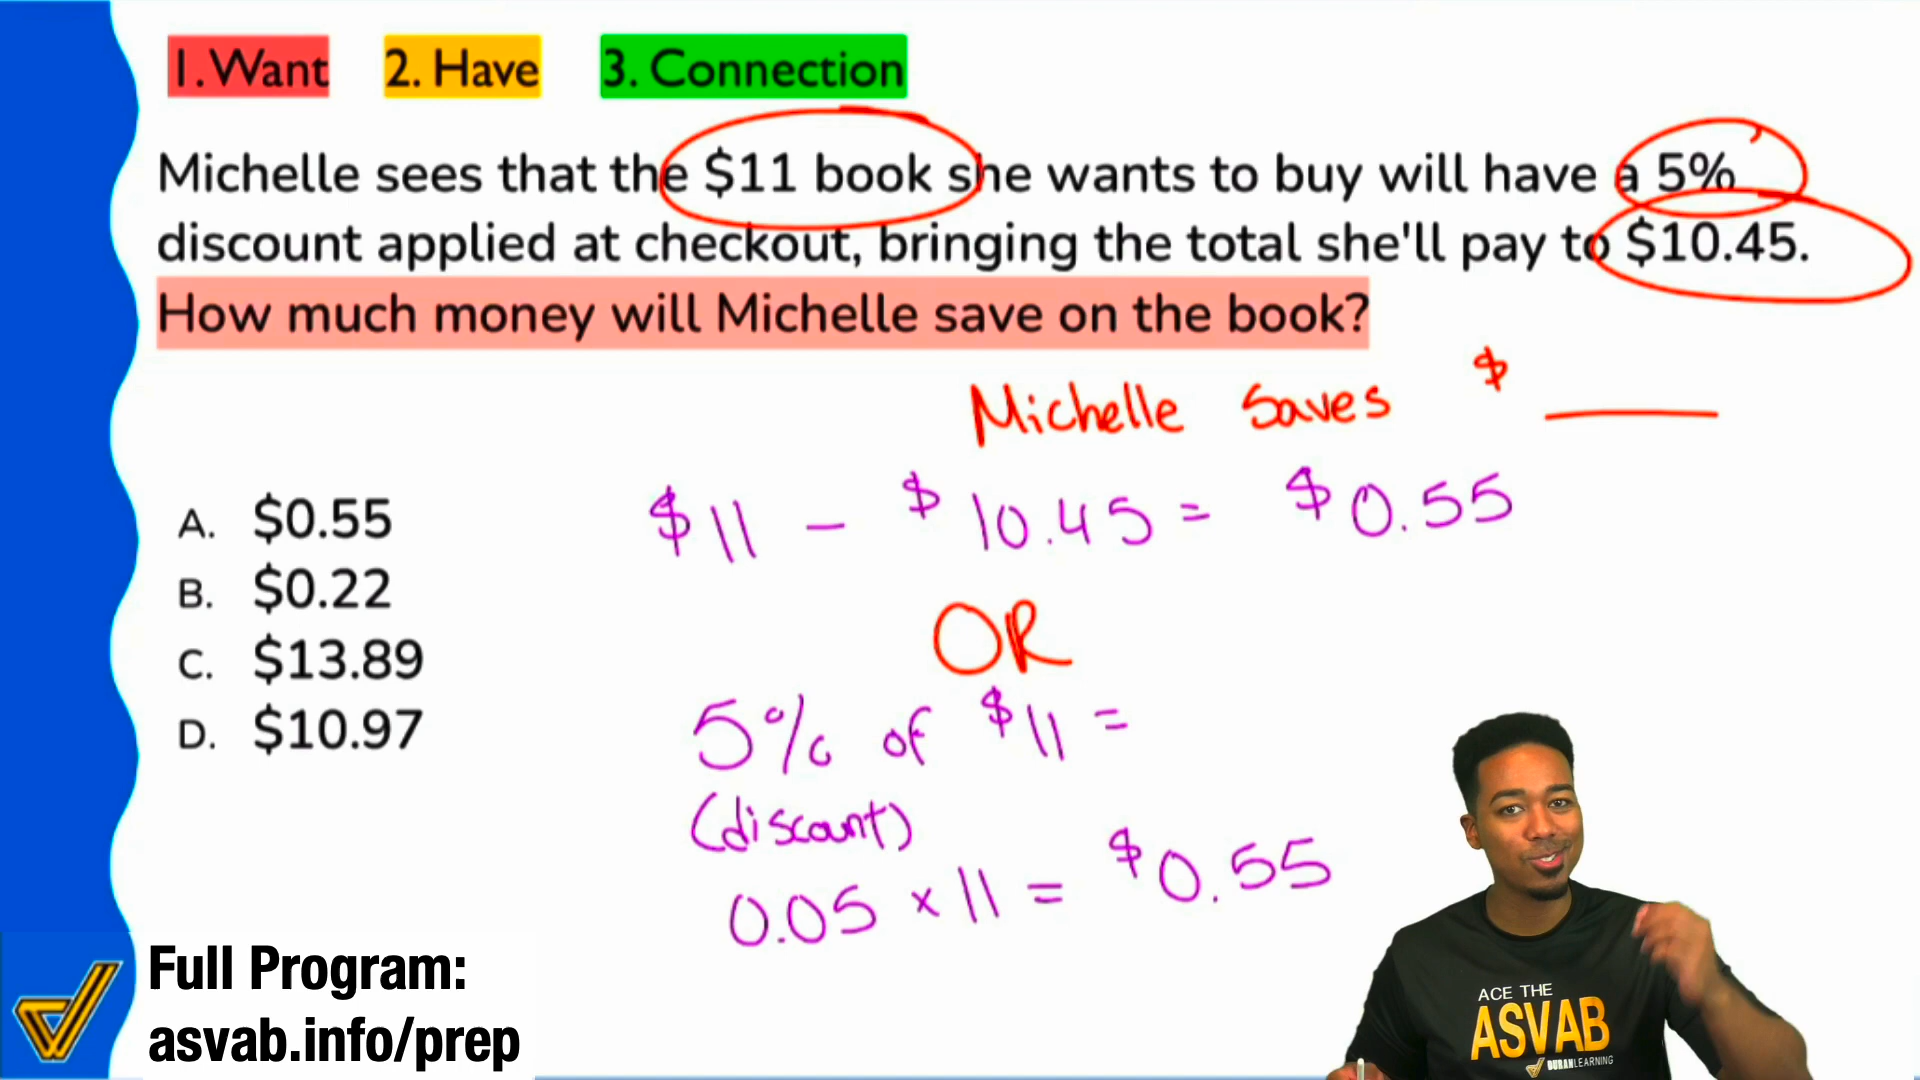 1. Want 2. Have 3. Connection
Michelle sees that the $11 book she wants to buy will have a 5%
discount applied at checkout, bringing the total she'll pay to $10.45.
How much money will Michelle save on the book?
Michelle saves $ ____
A. $0.55
B. $0.22
C. $13.89
D. $10.97
$11 - $10.45 = $0.55
OR
5% of $11 =
(discount)
0.05 x 11 = $0.55
Full Program:
asvab.info/prep
ACE THE
ASVAB
DURANLEARNING